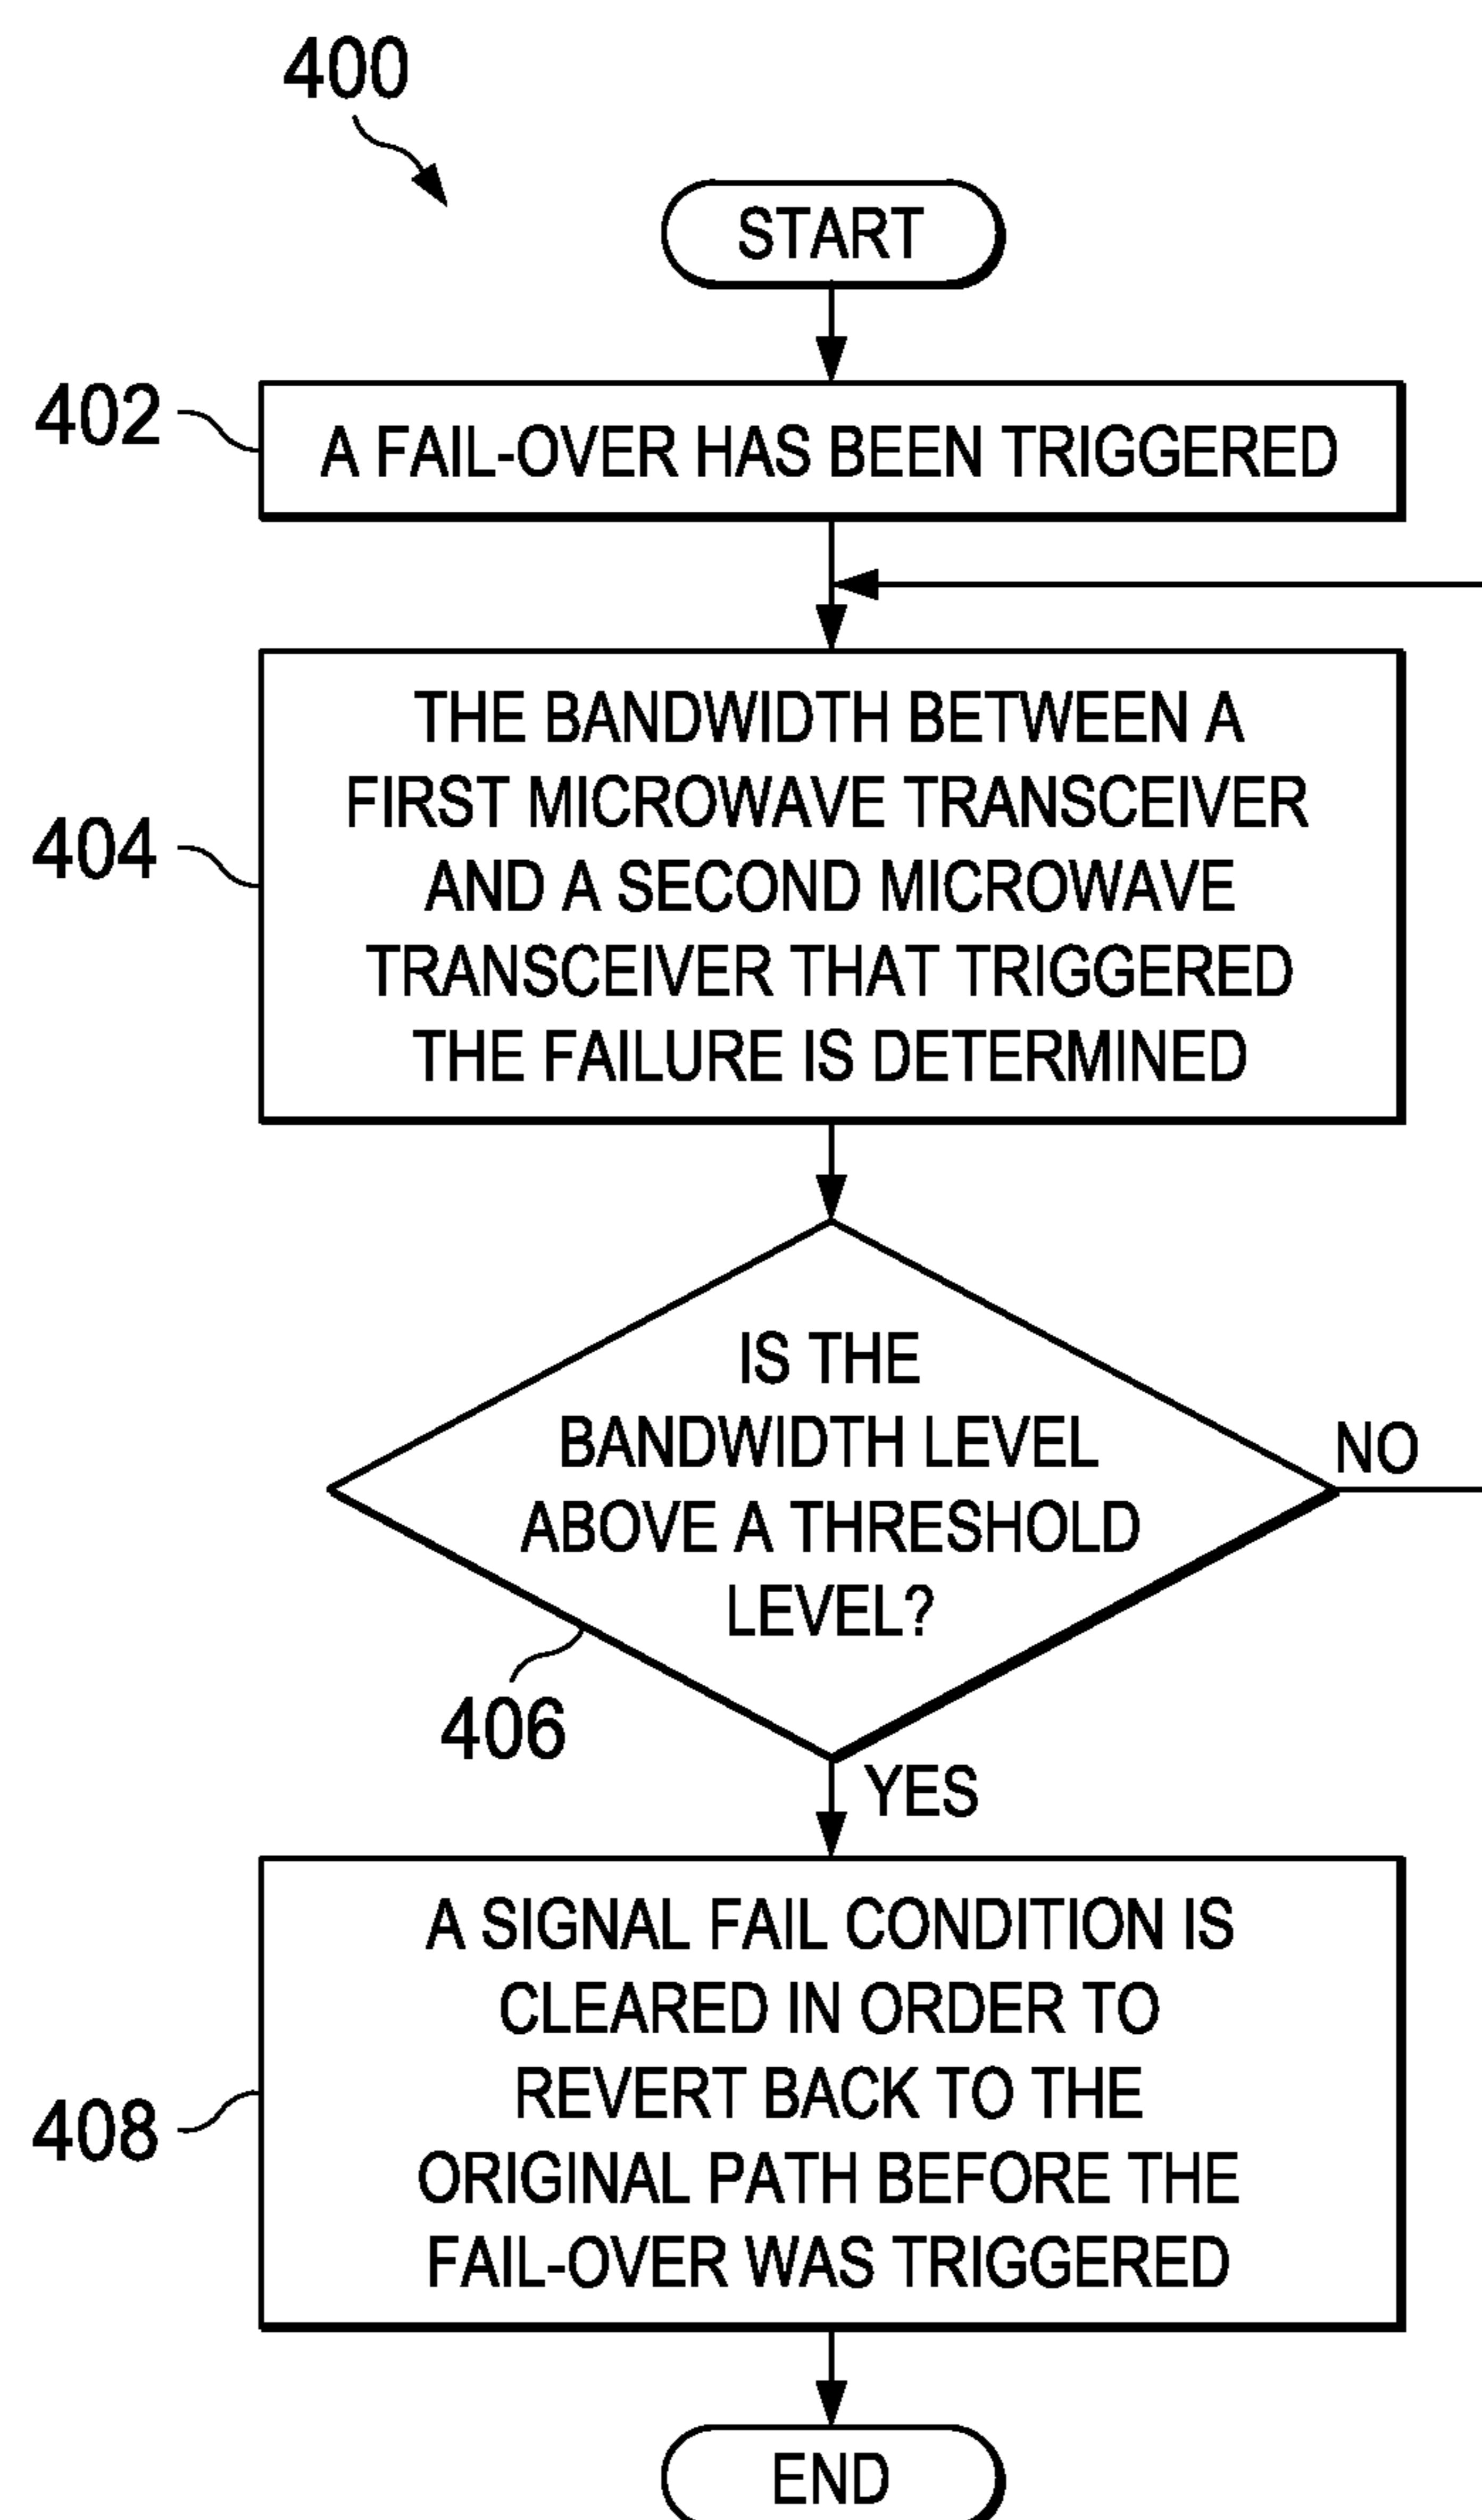 400
START
402
A FAIL-OVER HAS BEEN TRIGGERED
404
THE BANDWIDTH BETWEEN A
FIRST MICROWAVE TRANSCEIVER
AND A SECOND MICROWAVE
TRANSCEIVER THAT TRIGGERED
THE FAILURE IS DETERMINED
IS THE
BANDWIDTH LEVEL
ABOVE A THRESHOLD
LEVEL?
NO
406
YES
408
A SIGNAL FAIL CONDITION IS
CLEARED IN ORDER TO
REVERT BACK TO THE
ORIGINAL PATH BEFORE THE
FAIL-OVER WAS TRIGGERED
END